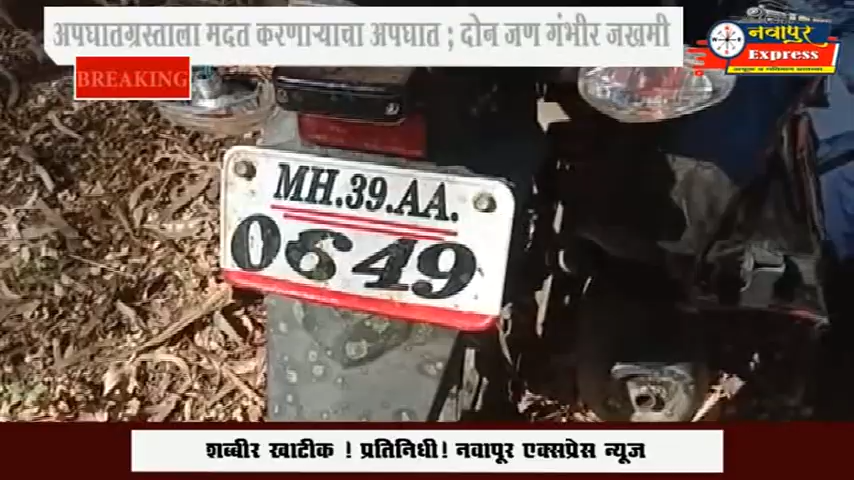 अपघातग्रस्ताला मदत करणाऱ्याचा अपघात ; दोन जण गंभीर जखमी
नवापूर
Express
BREAKING
MH.39.AA.
0649
शब्बीर खाटीक ! प्रतिनिधी! नवापूर एक्सप्रेस न्यूज